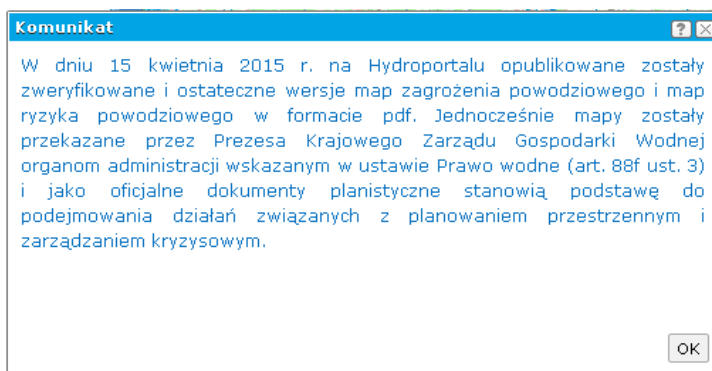 Komunikat
W dniu 15 kwietnia 2015 r. na Hydroportalu opublikowane zostały
zweryfikowane i ostateczne wersje map zagrożenia powodziowego i map
ryzyka powodziowego w formacie pdf. Jednocześnie mapy zostały
przekazane przez Prezesa Krajowego Zarządu Gospodarki Wodnej
organom administracji wskazanym w ustawie Prawo wodne (art. 88f ust. 3)
i jako oficjalne dokumenty planistyczne stanowią podstawę do
podejmowania działań związanych z planowaniem przestrzennym i
zarządzaniem kryzysowym.
OK